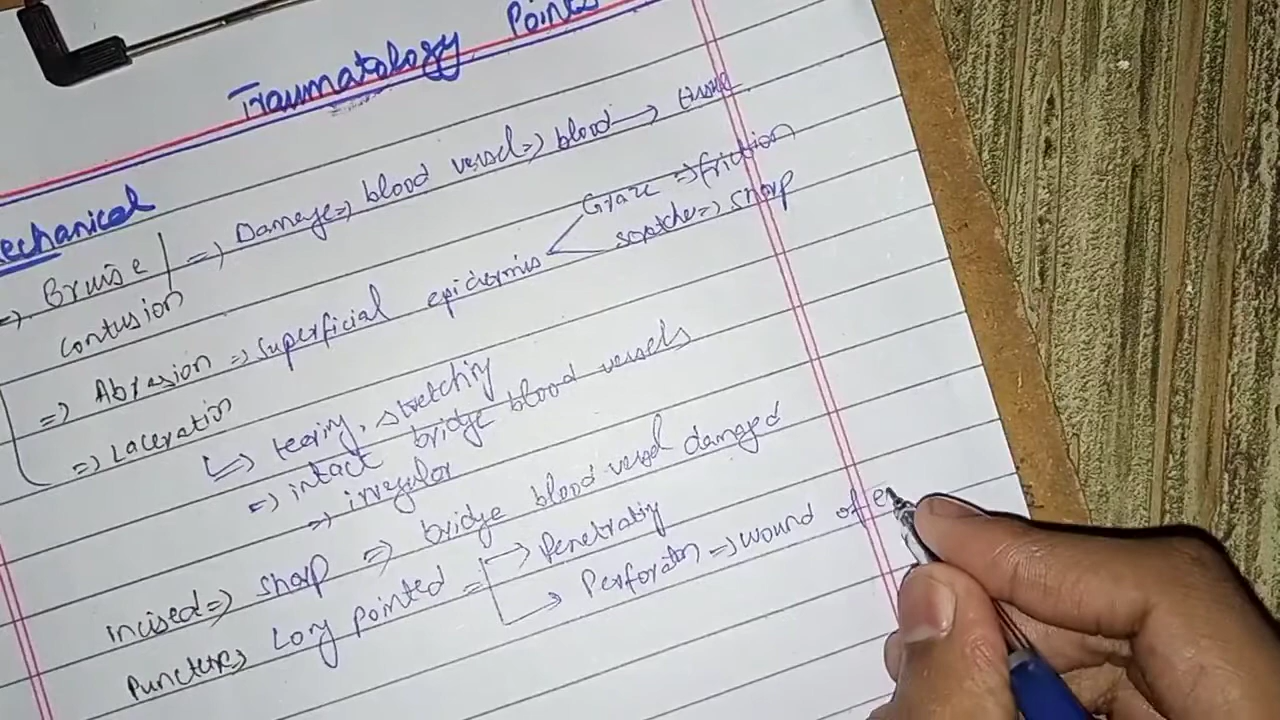 Traumatology Points
Mechanical
=> Bruise / => Damage => blood vessel => blood -> tissue
contusion
=> Abrasion => Superficial epidermis
Graze => friction
scratches => sharp
=> Laceration
=> tearing, stretching
=> intact bridge blood vessels
=> irregular
incised => sharp => bridge blood vessel damaged
Puncture => Long pointed =
-> Penetrating
-> Perforation => wound of e